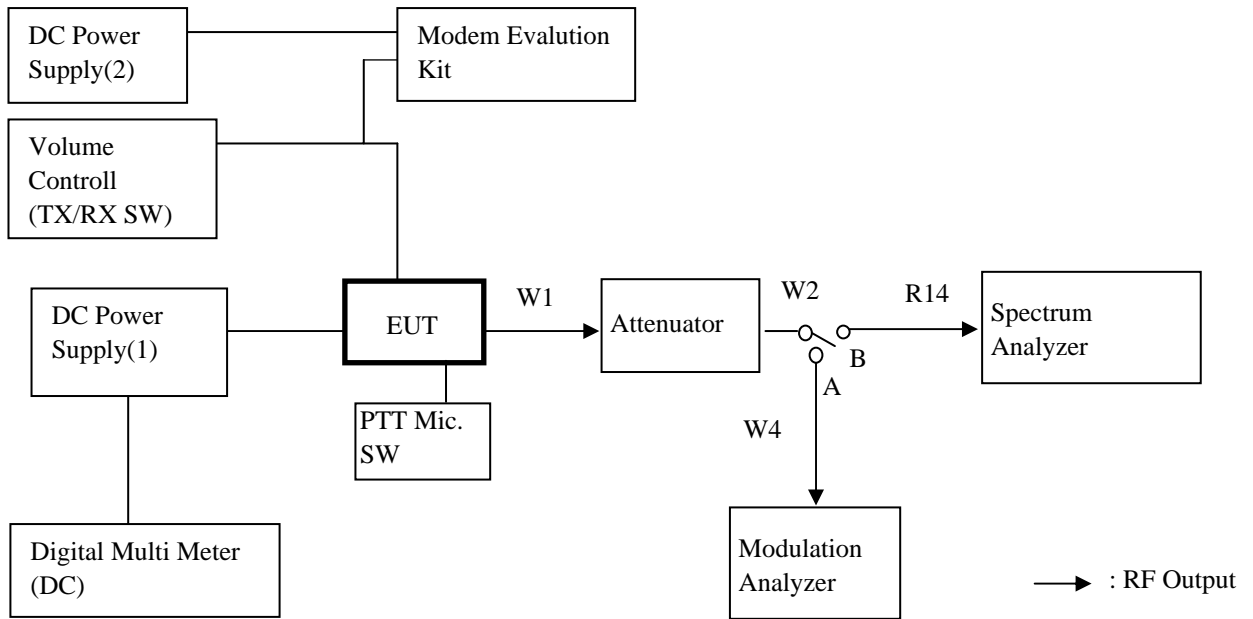 DC Power
Supply(2)
Modem Evalution
Kit
Volume
Controll
(TX/RX SW)
DC Power
Supply(1)
EUT
W1
Attenuator
W2
R14
Spectrum
Analyzer
B
A
PTT Mic.
SW
W4
Digital Multi Meter
(DC)
Modulation
Analyzer
: RF Output